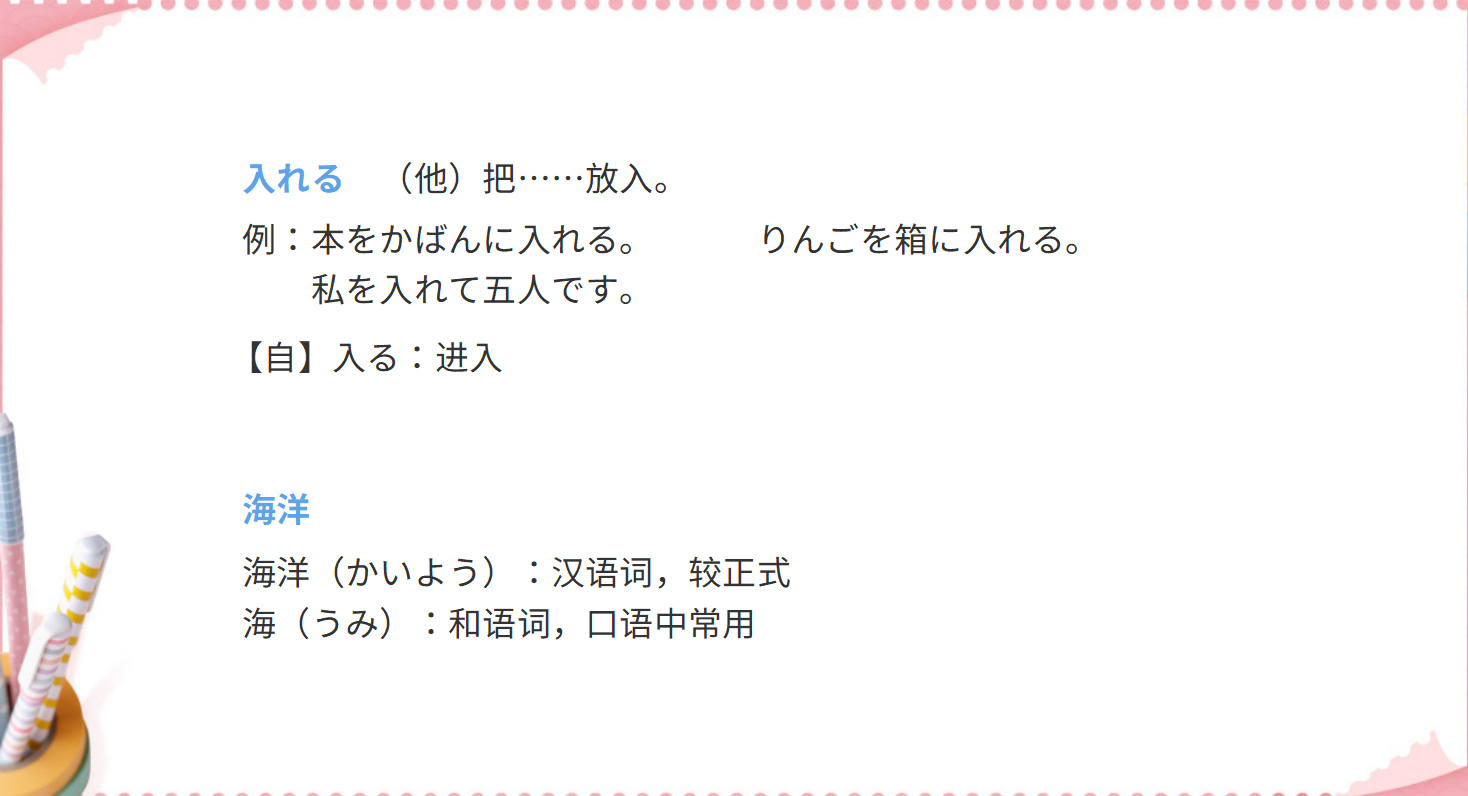 入れる （他）把……放入。
例：本をかばんに入れる。 りんごを箱に入れる。
私を入れて五人です。
【自】入る：进入
海洋
海洋（かいよう）：汉语词，较正式
海（うみ）：和语词，口语中常用